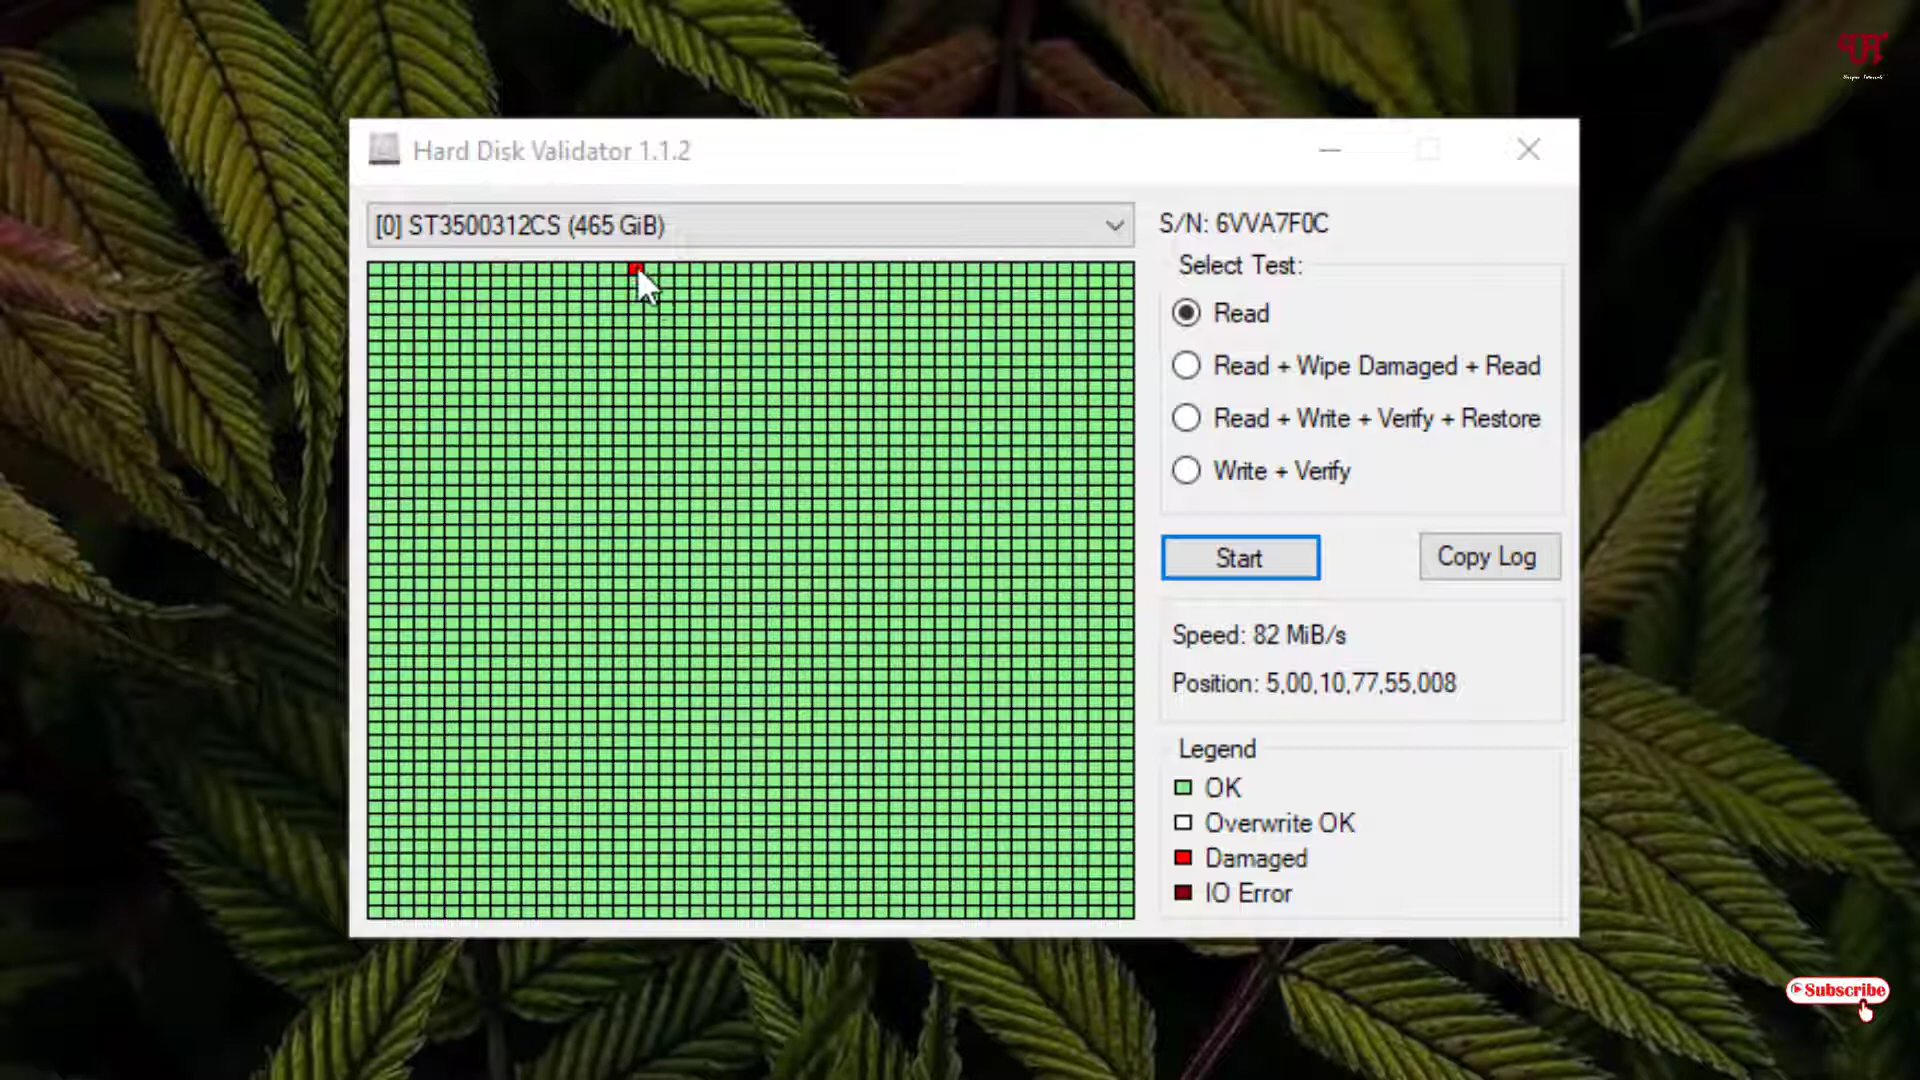 Hard Disk Validator 1.1.2
[0] ST3500312CS (465 GiB)
S/N: 6VVA7F0C
Select Test:
Read
Read + Wipe Damaged + Read
Read + Write + Verify + Restore
Write + Verify
Start
Copy Log
Speed: 82 MiB/s
Position: 5,00,10,77,55,008
Legend
OK
Overwrite OK
Damaged
IO Error
Subscribe